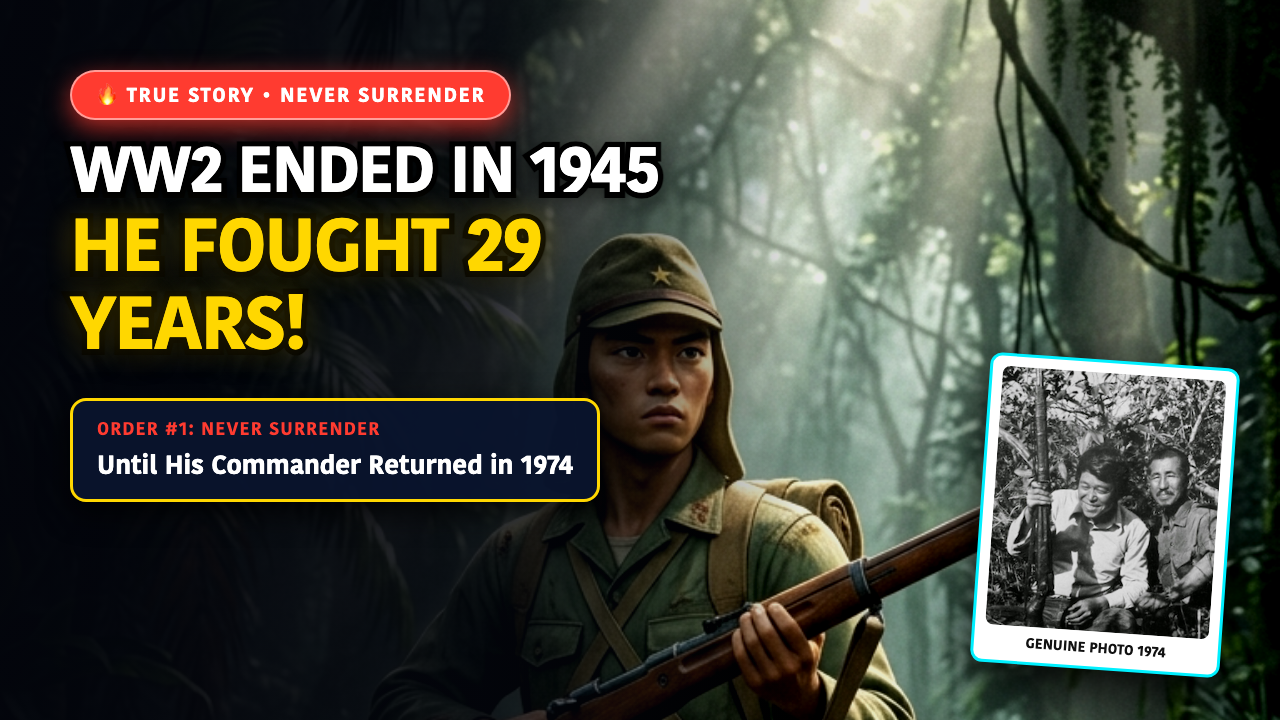 🔥 TRUE STORY • NEVER SURRENDER
WW2 ENDED IN 1945
HE FOUGHT 29
YEARS!
ORDER #1: NEVER SURRENDER
Until His Commander Returned in 1974
GENUINE PHOTO 1974